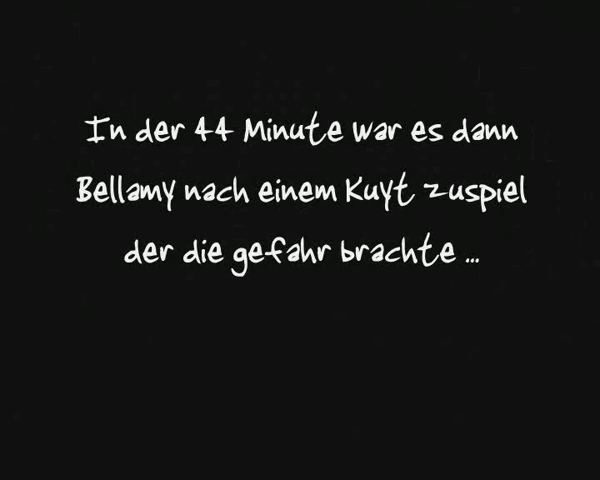 In der 44 Minute war es dann
Bellamy nach einem Kuyt zuspiel
der die gefahr brachte ...